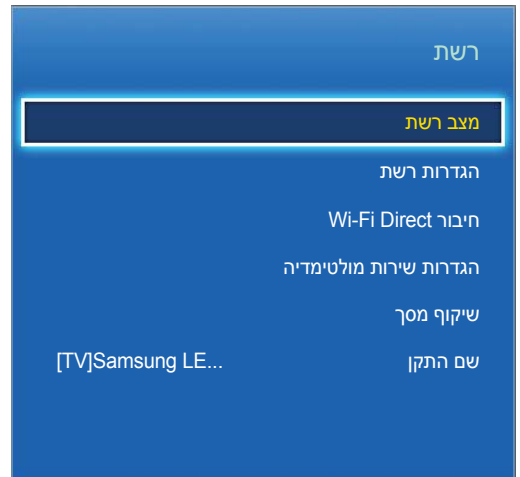 רשת
מצב רשת
הגדרות רשת
חיבור Wi-Fi Direct
הגדרות שירות מולטימדיה
שיקוף מסך
שם התקן [TV]Samsung LE...